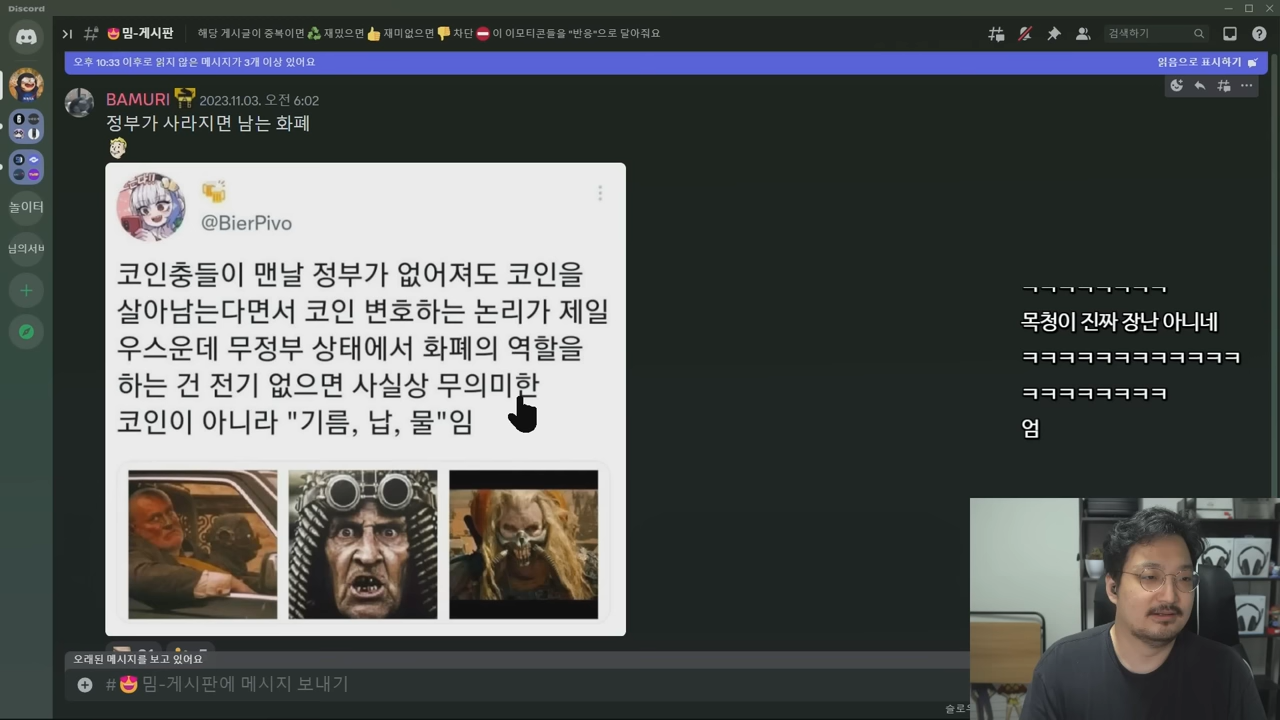 Discord
😍밈-게시판
해당 게시글이 중복이면♻️ 재밌으면👍 재미없으면👎 차단⛔ 이 이모티콘들을 "반응"으로 달아줘요
검색하기
오후 10:33 이후로 읽지 않은 메시지가 3개 이상 있어요
읽음으로 표시하기
BAMURI 2023.11.03. 오전 6:02
정부가 사라지면 남는 화폐
@BierPivo
코인충들이 맨날 정부가 없어져도 코인을
살아남는다면서 코인 변호하는 논리가 제일
우스운데 무정부 상태에서 화폐의 역할을
하는 건 전기 없으면 사실상 무의미한
코인이 아니라 "기름, 납, 물"임
놀이터
님의서버
ㅋㅋㅋㅋㅋㅋㅋㅋ
목청이 진짜 장난 아니네
ㅋㅋㅋㅋㅋㅋㅋㅋㅋㅋㅋㅋ
ㅋㅋㅋㅋㅋㅋㅋㅋ
엄
오래된 메시지를 보고 있어요
#😍밈-게시판에 메시지 보내기